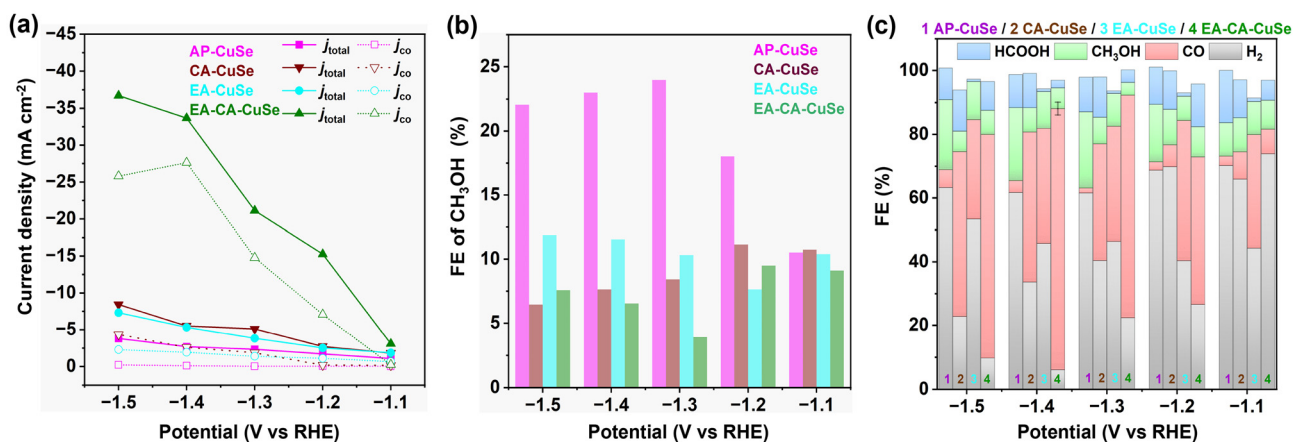 (a)
−45
−40
−35
−30
−25
−20
−15
−10
−5
0
Current density (mA cm⁻²)
AP-CuSe
CA-CuSe
EA-CuSe
EA-CA-CuSe
jtotal jco
jtotal jco
jtotal jco
jtotal jco
−1.5 −1.4 −1.3 −1.2 −1.1
Potential (V vs RHE)
(b)
25
20
15
10
5
0
FE of CH₃OH (%)
AP-CuSe
CA-CuSe
EA-CuSe
EA-CA-CuSe
−1.5 −1.4 −1.3 −1.2 −1.1
Potential (V vs RHE)
(c)
1 AP-CuSe / 2 CA-CuSe / 3 EA-CuSe / 4 EA-CA-CuSe
HCOOH CH₃OH CO H₂
100
80
60
40
20
0
FE (%)
1 2 3 4 1 2 3 4 1 2 3 4 1 2 3 4 1 2 3 4
−1.5 −1.4 −1.3 −1.2 −1.1
Potential (V vs RHE)